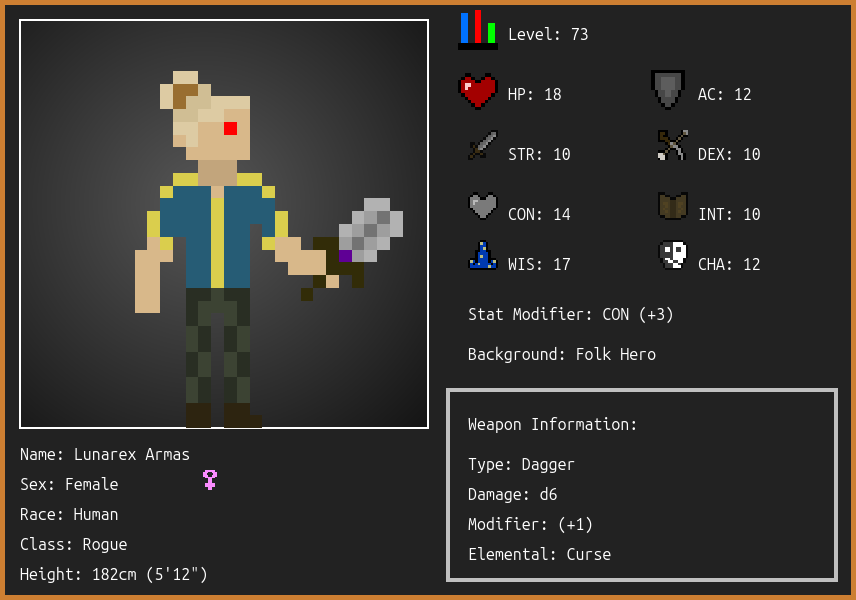 Level: 73
HP: 18
AC: 12
STR: 10
DEX: 10
CON: 14
INT: 10
WIS: 17
CHA: 12
Stat Modifier: CON (+3)
Background: Folk Hero
Weapon Information:
Type: Dagger
Damage: d6
Modifier: (+1)
Elemental: Curse
Name: Lunarex Armas
Sex: Female
Race: Human
Class: Rogue
Height: 182cm (5'12")